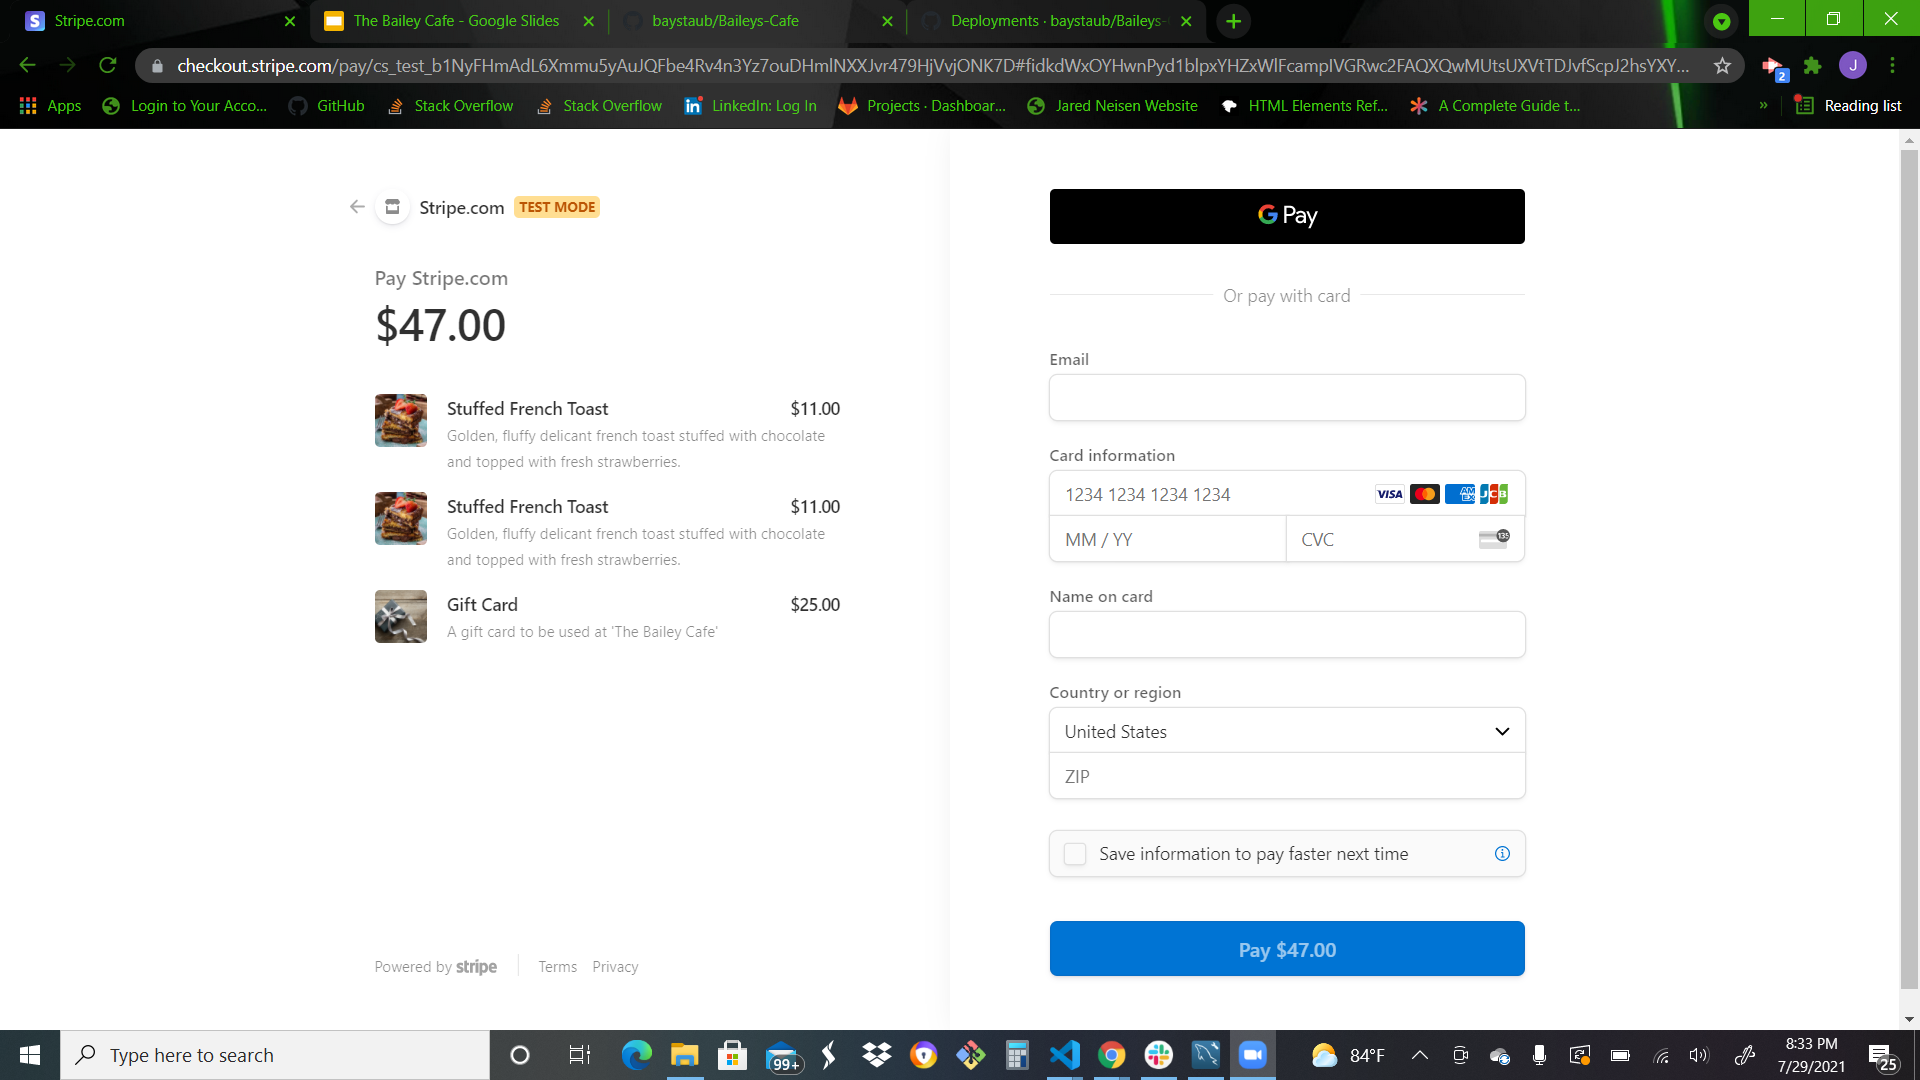 Stripe.com
The Bailey Cafe - Google Slides
baystaub/Baileys-Cafe
Deployments · baystaub/Baileys-
checkout.stripe.com/pay/cs_test_b1NyFHmAdL6Xmmu5yAuJQFbe4Rv4n3Yz7ouDHmlNXXJvr479HjVvjONK7D#fidkdWxOYHwnPyd1blpxYHZxWlFcamplVGRwc2FAQXQwMUtsUXVtTDJvfScpJ2hsYXY...
J
2
Apps
Login to Your Acco...
GitHub
Stack Overflow
Stack Overflow
LinkedIn: Log In
Projects · Dashboar...
Jared Neisen Website
HTML Elements Ref...
A Complete Guide t...
»
Reading list
Stripe.com
TEST MODE
Pay Stripe.com
$47.00
Stuffed French Toast
$11.00
Golden, fluffy delicant french toast stuffed with chocolate
and topped with fresh strawberries.
Stuffed French Toast
$11.00
Golden, fluffy delicant french toast stuffed with chocolate
and topped with fresh strawberries.
Gift Card
$25.00
A gift card to be used at 'The Bailey Cafe'
Powered by stripe
Terms
Privacy
G Pay
Or pay with card
Email
Card information
1234 1234 1234 1234
VISA
AMEX
JCB
MM / YY
CVC
135
Name on card
Country or region
United States
ZIP
Save information to pay faster next time
Pay $47.00
Type here to search
99+
84°F
8:33 PM
7/29/2021
25